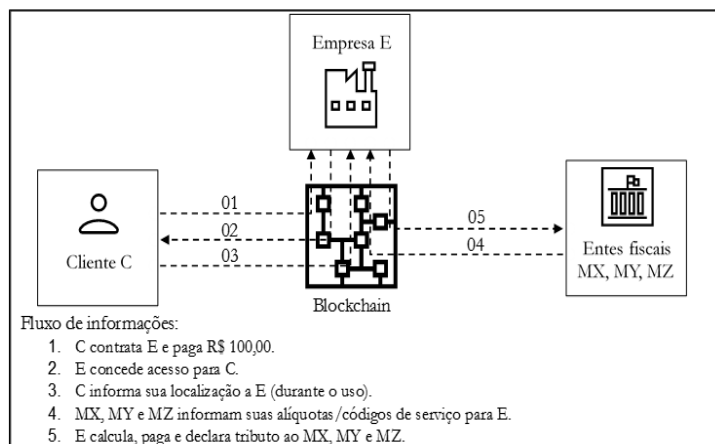 Empresa E
01
02
03
Cliente C
05
04
Entes fiscais
MX, MY, MZ
Blockchain
Fluxo de informações:
1. C contrata E e paga R$ 100,00.
2. E concede acesso para C.
3. C informa sua localização a E (durante o uso).
4. MX, MY e MZ informam suas alíquotas/códigos de serviço para E.
5. E calcula, paga e declara tributo ao MX, MY e MZ.